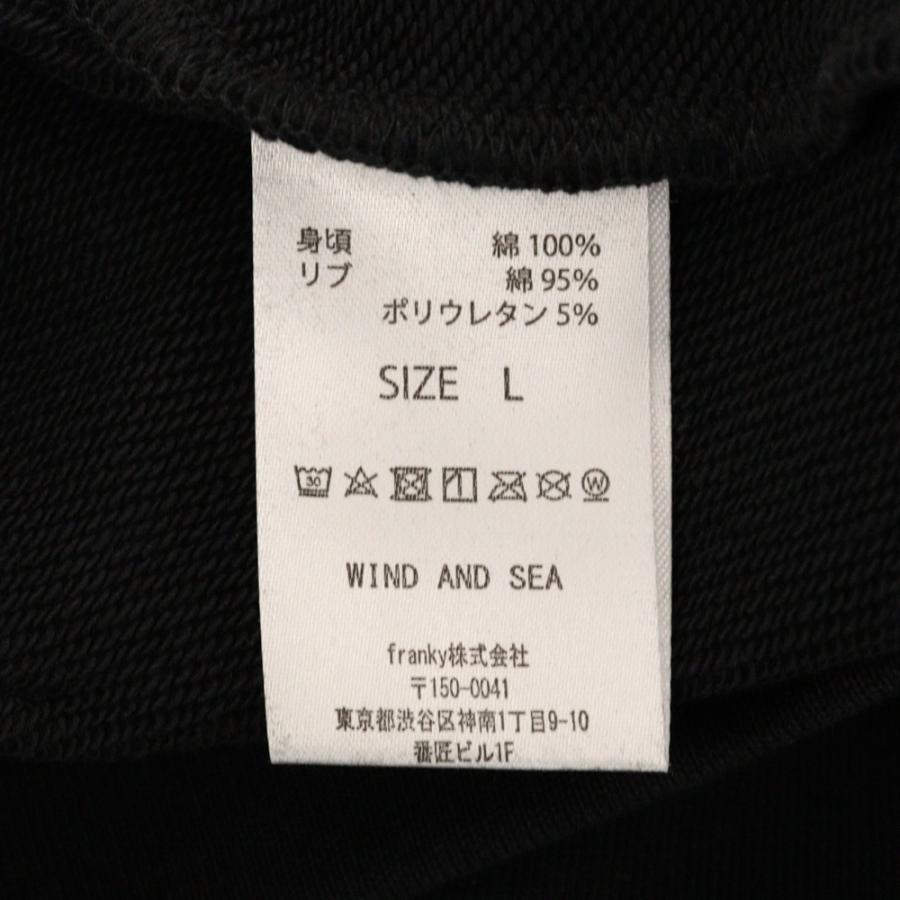 身頃 綿 100%
リブ 綿 95%
ポリウレタン 5%
SIZE L
30 W
WIND AND SEA
franky株式会社
〒150-0041
東京都渋谷区神南1丁目9-10
番匠ビル1F